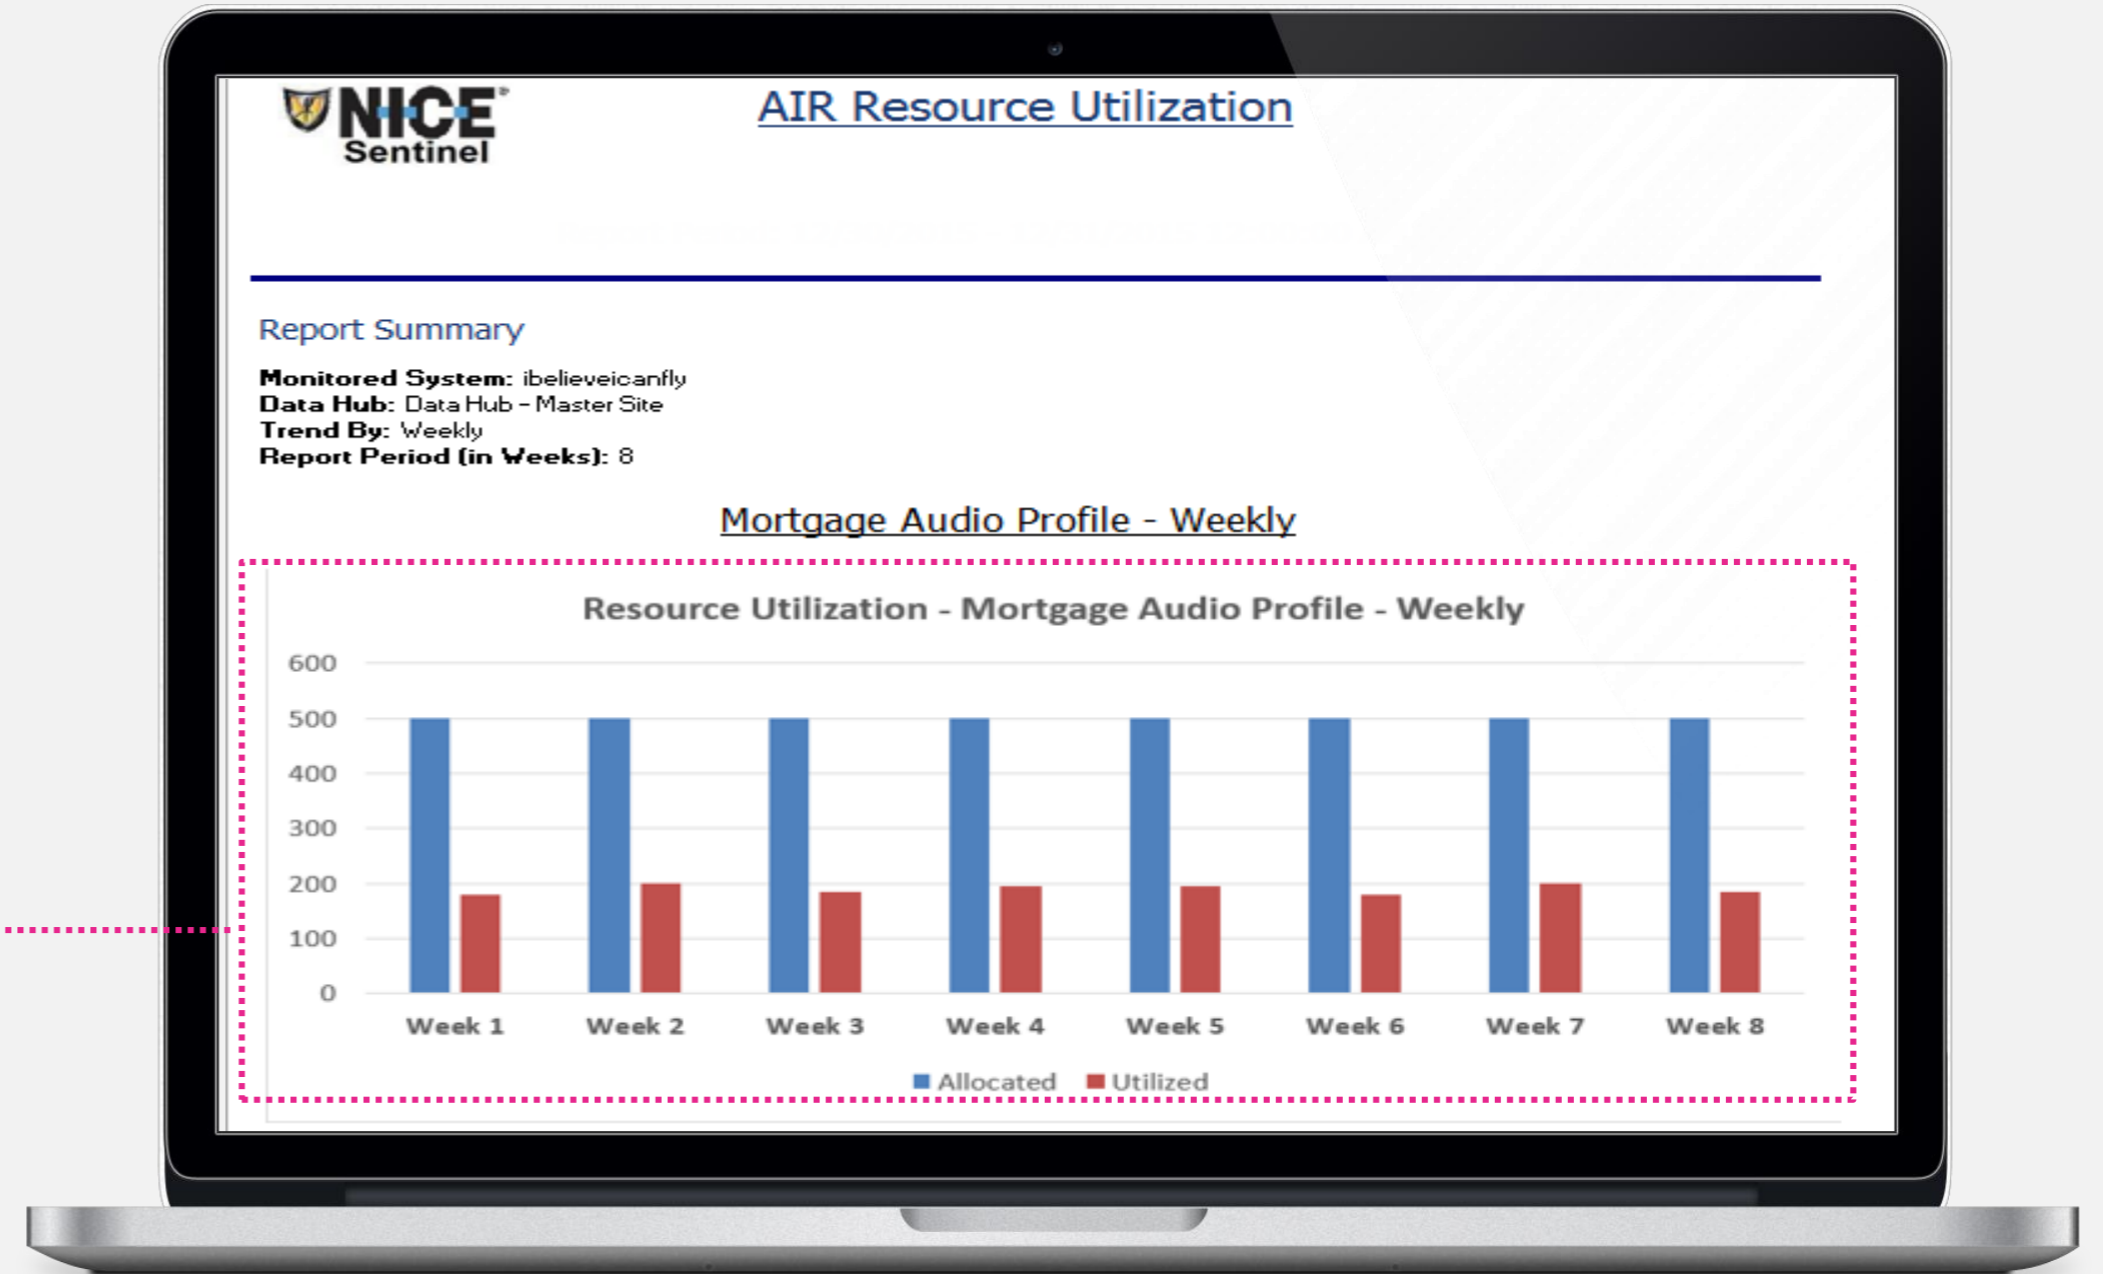 NICE®
Sentinel
AIR Resource Utilization
Report Summary
Monitored System: ibelieveicanfly
Data Hub: Data Hub - Master Site
Trend By: Weekly
Report Period (in Weeks): 8
Mortgage Audio Profile - Weekly
Resource Utilization - Mortgage Audio Profile - Weekly
600
500
400
300
200
100
0
Week 1 Week 2 Week 3 Week 4 Week 5 Week 6 Week 7 Week 8
Allocated Utilized